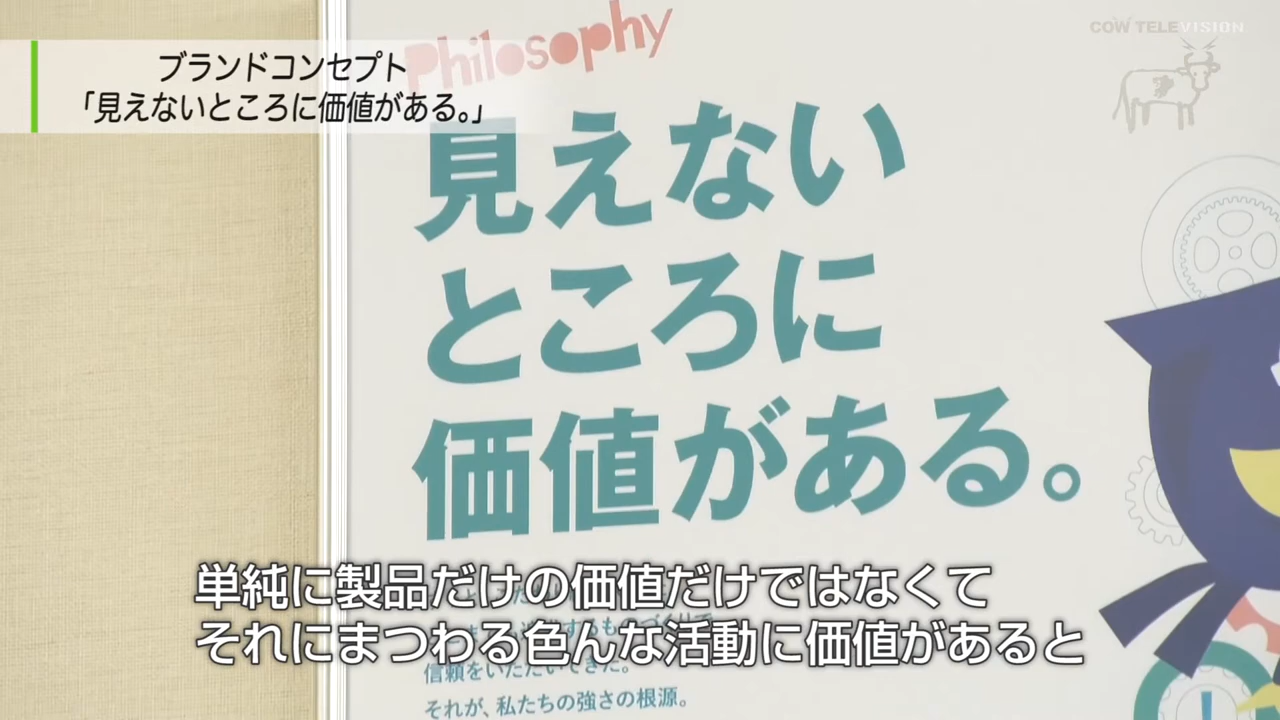 COW TELEVISION
ブランドコンセプト
「見えないところに価値がある。」
Philosophy
見えない
ところに
価値がある。
単純に製品だけの価値だけではなくて
それにまつわる色んな活動に価値があると
信頼をいただいてきた。
それが、私たちの強さの根源。